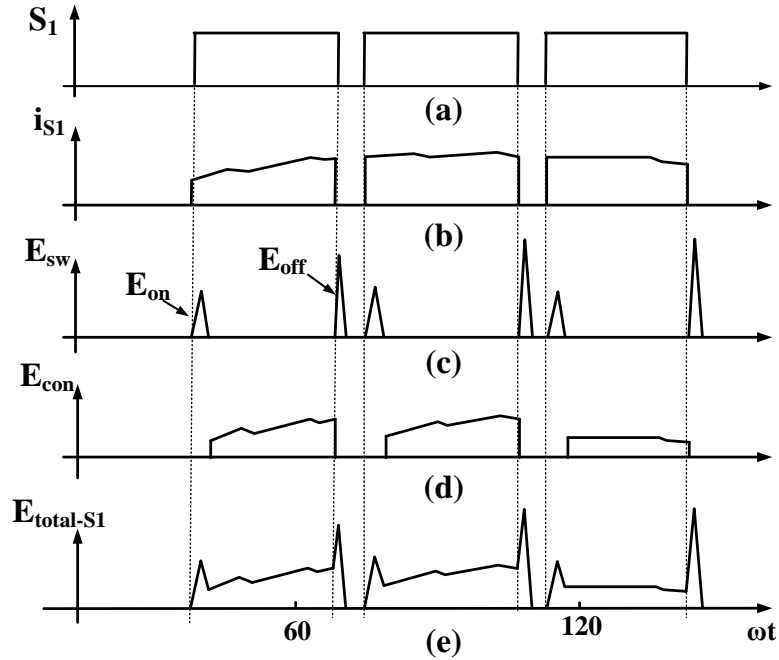 S1
(a)
iS1
(b)
Esw
Eon
Eoff
(c)
Econ
(d)
Etotal-S1
60
120
ωt
(e)